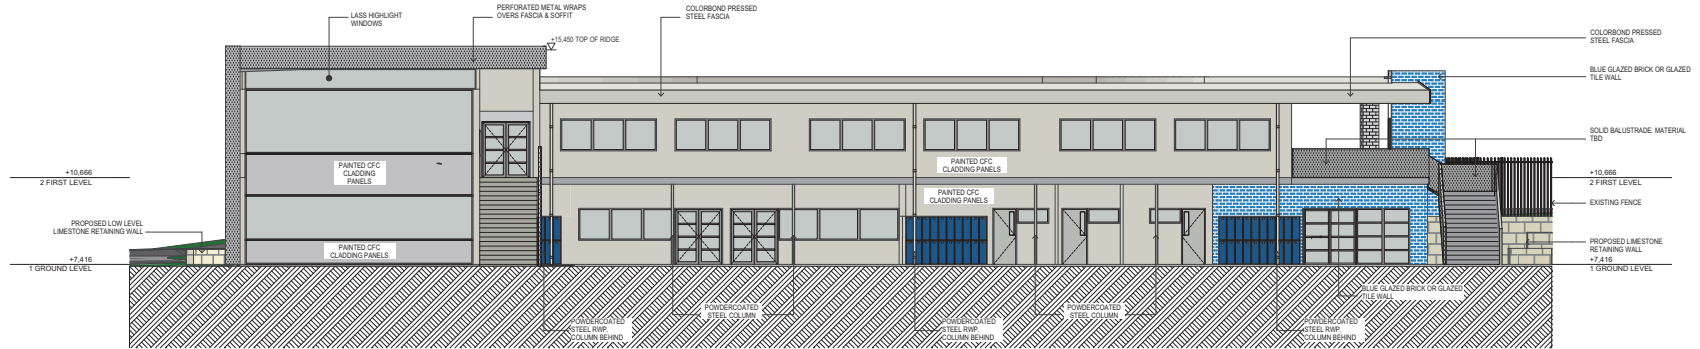 LASS HIGHLIGHT
WINDOWS
PERFORATED METAL WRAPS
OVERS FASCIA & SOFFIT
+15,450 TOP OF RIDGE
COLORBOND PRESSED
STEEL FASCIA
COLORBOND PRESSED
STEEL FASCIA
BLUE GLAZED BRICK OR GLAZED
TILE WALL
SOLID BALUSTRADE. MATERIAL
TBD
+10,666
2 FIRST LEVEL
PAINTED CFC
CLADDING
PANELS
PAINTED CFC
CLADDING PANELS
PAINTED CFC
CLADDING PANELS
+10,666
2 FIRST LEVEL
EXISTING FENCE
PROPOSED LOW LEVEL
LIMESTONE RETAINING WALL
PAINTED CFC
CLADDING PANELS
PROPOSED LIMESTONE
RETAINING WALL
+7,416
1 GROUND LEVEL
+7,416
1 GROUND LEVEL
BLUE GLAZED BRICK OR GLAZED
TILE WALL
POWDERCOATED
STEEL COLUMN
POWDERCOATED
STEEL COLUMN
POWDERCOATED
STEEL RWP.
COLUMN BEHIND
POWDERCOATED
STEEL RWP.
COLUMN BEHIND
POWDERCOATED
STEEL RWP.
COLUMN BEHIND